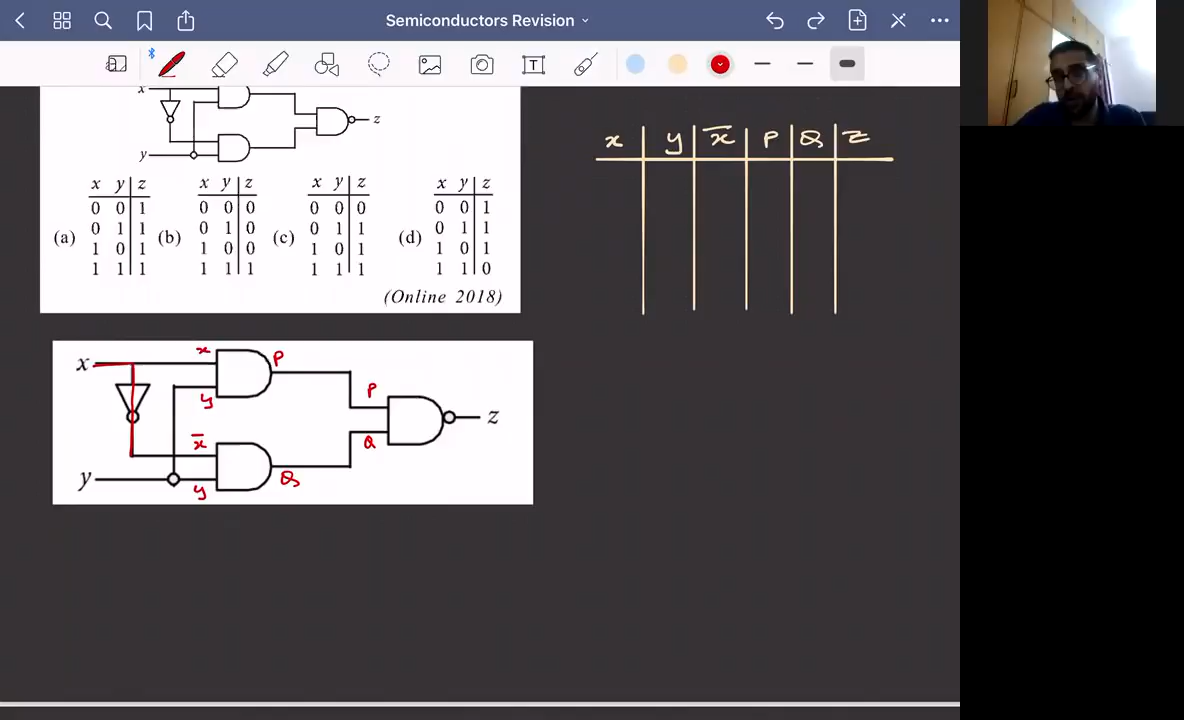 Semiconductors Revision
T
x
z
y
x y z x y z x y z x y z
0 0 1 0 0 0 0 0 0 0 0 1
(a) 0 1 1 (b) 0 1 0 (c) 0 1 1 (d) 0 1 1
1 0 1 1 0 0 1 0 1 1 0 1
1 1 1 1 1 1 1 1 1 1 1 0
(Online 2018)
x x P
y P
z
x̅ Q
y y Q
x y x̅ P Q Z